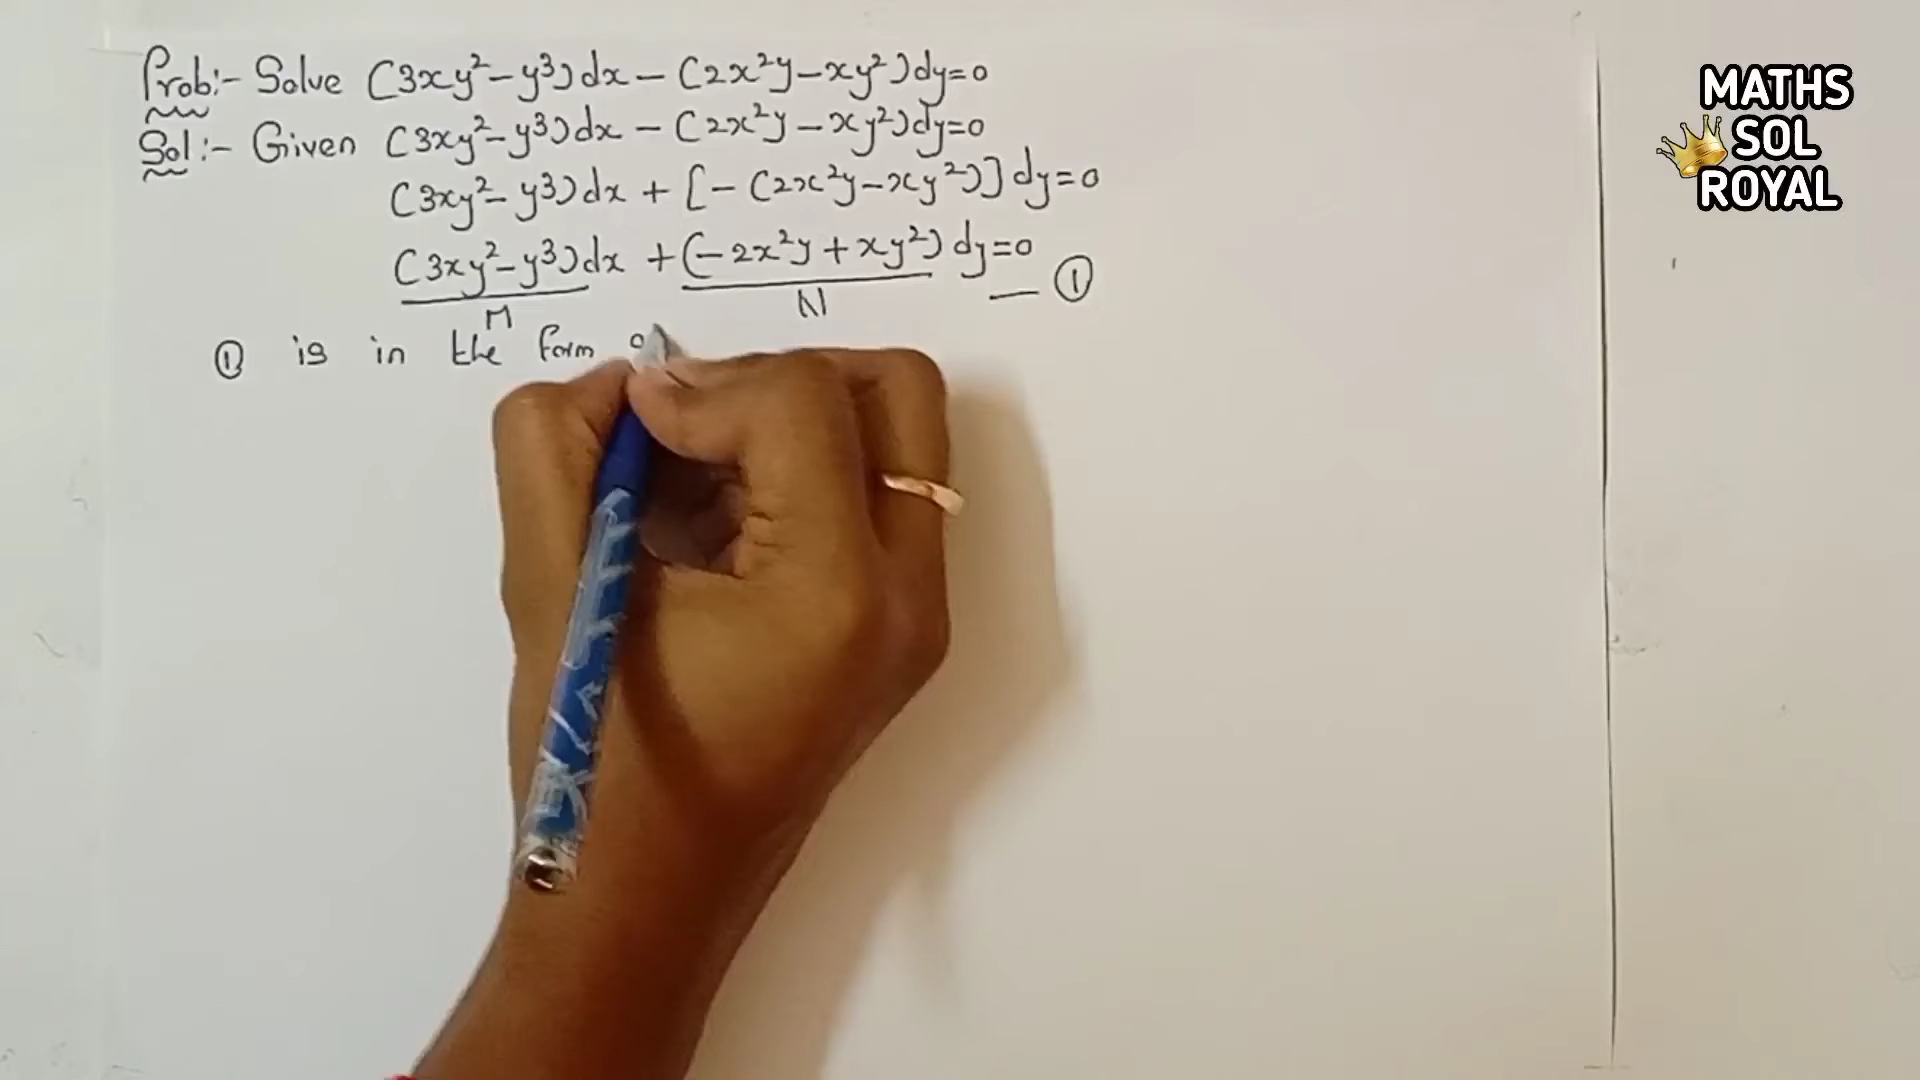 Prob:- Solve (3xy²-y³)dx-(2x²y-xy²)dy=0
Sol:- Given (3xy²-y³)dx-(2x²y-xy²)dy=0
(3xy²-y³)dx+[-(2x²y-xy²)]dy=0
(3xy²-y³)dx+(-2x²y+xy²)dy=0 — ①
M N
① is in the form
MATHS
SOL
ROYAL